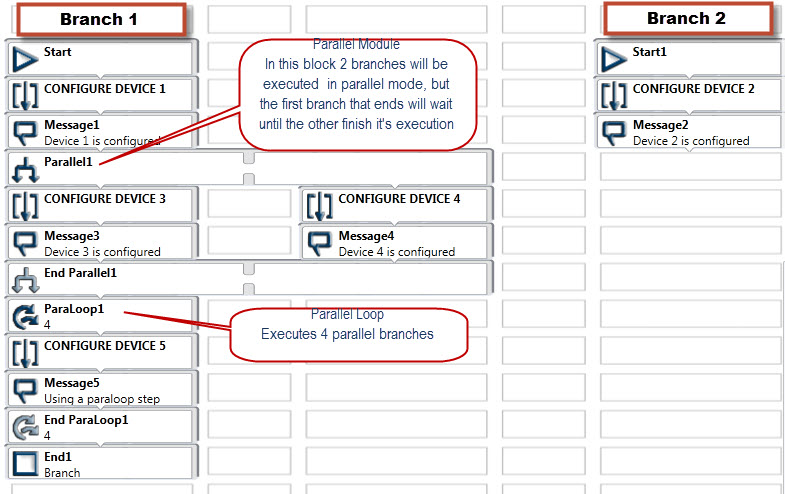 Branch 1
Branch 2
Start
CONFIGURE DEVICE 1
Message1
Device 1 is configured
Parallel1
CONFIGURE DEVICE 3
Message3
Device 3 is configured
CONFIGURE DEVICE 4
Message4
Device 4 is configured
End Parallel1
ParaLoop1
4
CONFIGURE DEVICE 5
Message5
Using a paraloop step
End ParaLoop1
4
End1
Branch
Parallel Module
In this block 2 branches will be
executed in parallel mode, but
the first branch that ends will wait
until the other finish it's execution
Parallel Loop
Executes 4 parallel branches
Start1
CONFIGURE DEVICE 2
Message2
Device 2 is configured